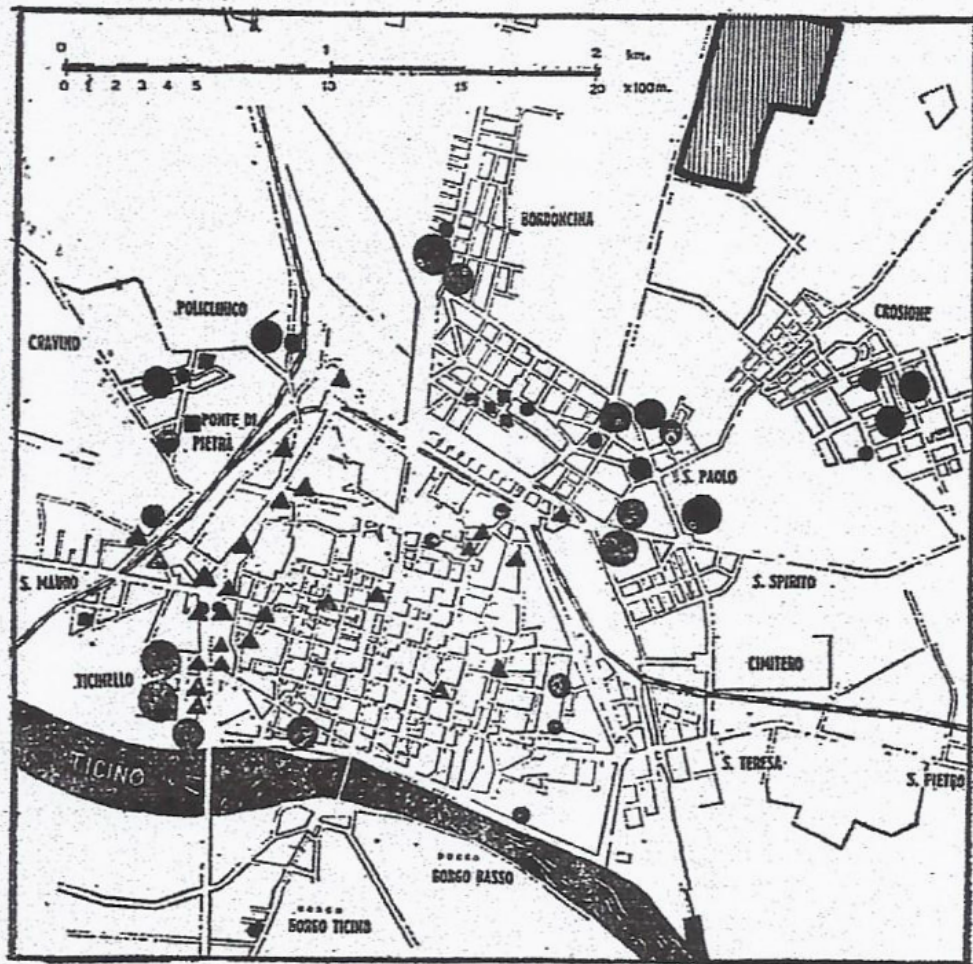 0 1 2 km.
0 1 2 3 4 5 10 15 20 x100m.
BORDONCINA
POLICLINICO
CROSIONE
CRAVINO
PONTE DI
PIETRA
S. PAOLO
S. MAURO
S. SPIRITO
CIMITERO
TICINELLO
TICINO
S. TERESA
S. PIETRO
BORGO BASSO
BORGO TICINO